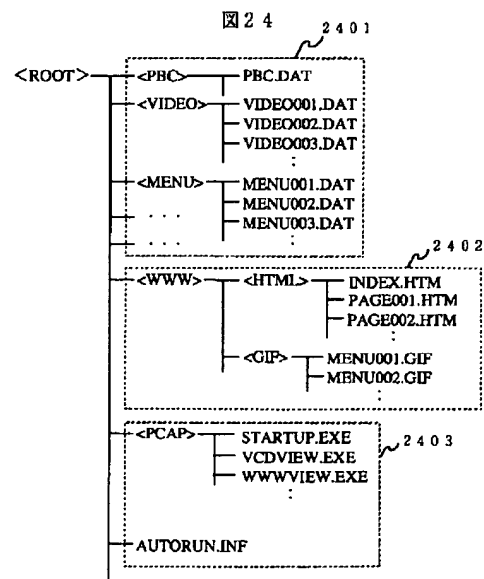 図24
2401
<ROOT> <PBC> PBC.DAT
<VIDEO> VIDEO001.DAT
VIDEO002.DAT
VIDEO003.DAT
<MENU> MENU001.DAT
. . . MENU002.DAT
MENU003.DAT
. . .
2402
<WWW> <HTML> INDEX.HTM
PAGE001.HTM
PAGE002.HTM
<GIF> MENU001.GIF
MENU002.GIF
2403
<PCAP> STARTUP.EXE
VCDVIEW.EXE
WWWVIEW.EXE
AUTORUN.INF